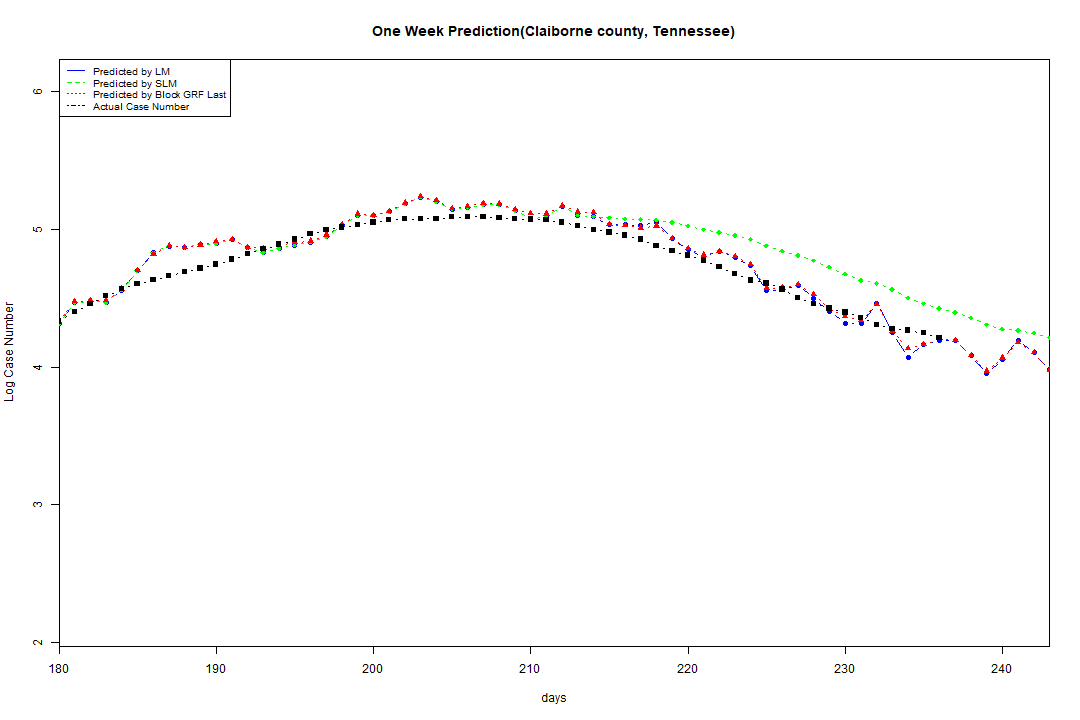 One Week Prediction(Claiborne county, Tennessee)
Predicted by LM
Predicted by SLM
Predicted by Block GRF Last
Actual Case Number
6
5
4
3
2
Log Case Number
180 190 200 210 220 230 240
days